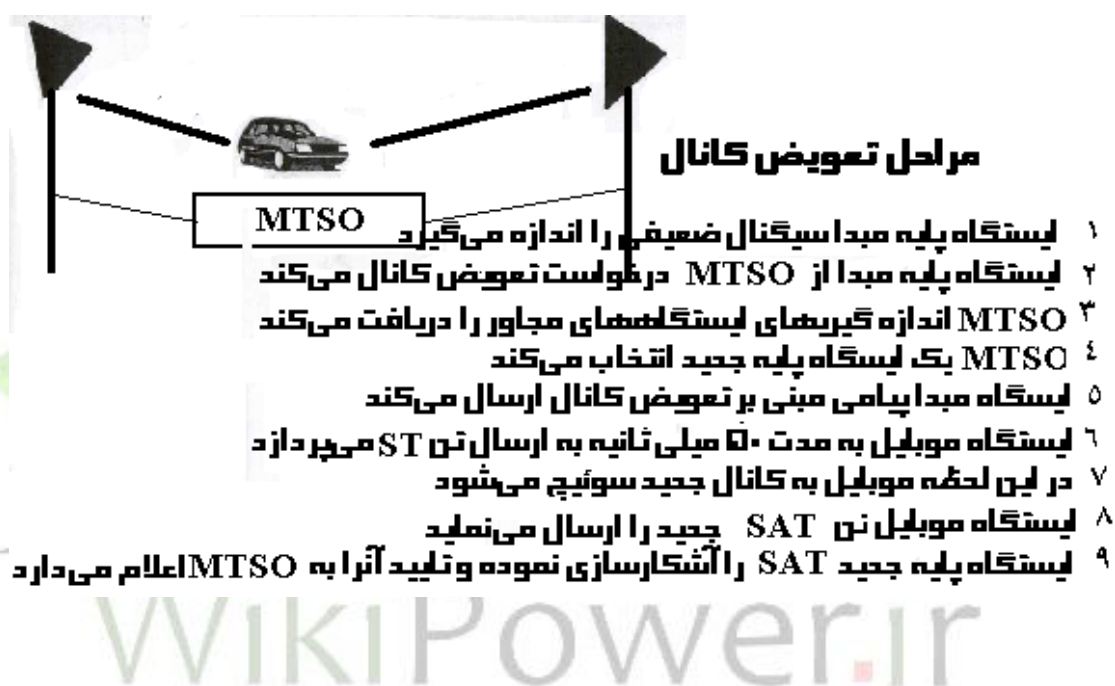 مراحل تعویض کانال
MTSO
۱ ایستگاه پایه مبدا سیگنال ضعیفی را اندازه می‌گیرد
۲ ایستگاه پایه مبدا از MTSO درخواست تعویض کانال می‌کند
۳ MTSO اندازه گیریهای ایستگاههای مجاور را دریافت می‌کند
۴ MTSO یک ایستگاه پایه جدید انتخاب می‌کند
۵ ایستگاه مبدا پیامی مبنی بر تعویض کانال ارسال می‌کند
۶ ایستگاه موبایل به مدت ۵۰ میلی ثانیه به ارسال تن ST می‌پردازد
۷ در این لحظه موبایل به کانال جدید سوئیچ می‌شود
۸ ایستگاه موبایل تن SAT جدید را ارسال می‌نماید
۹ ایستگاه پایه جدید SAT را آشکارسازی نموده و تایید آنرا به MTSO اعلام می‌دارد
WikiPower.ir